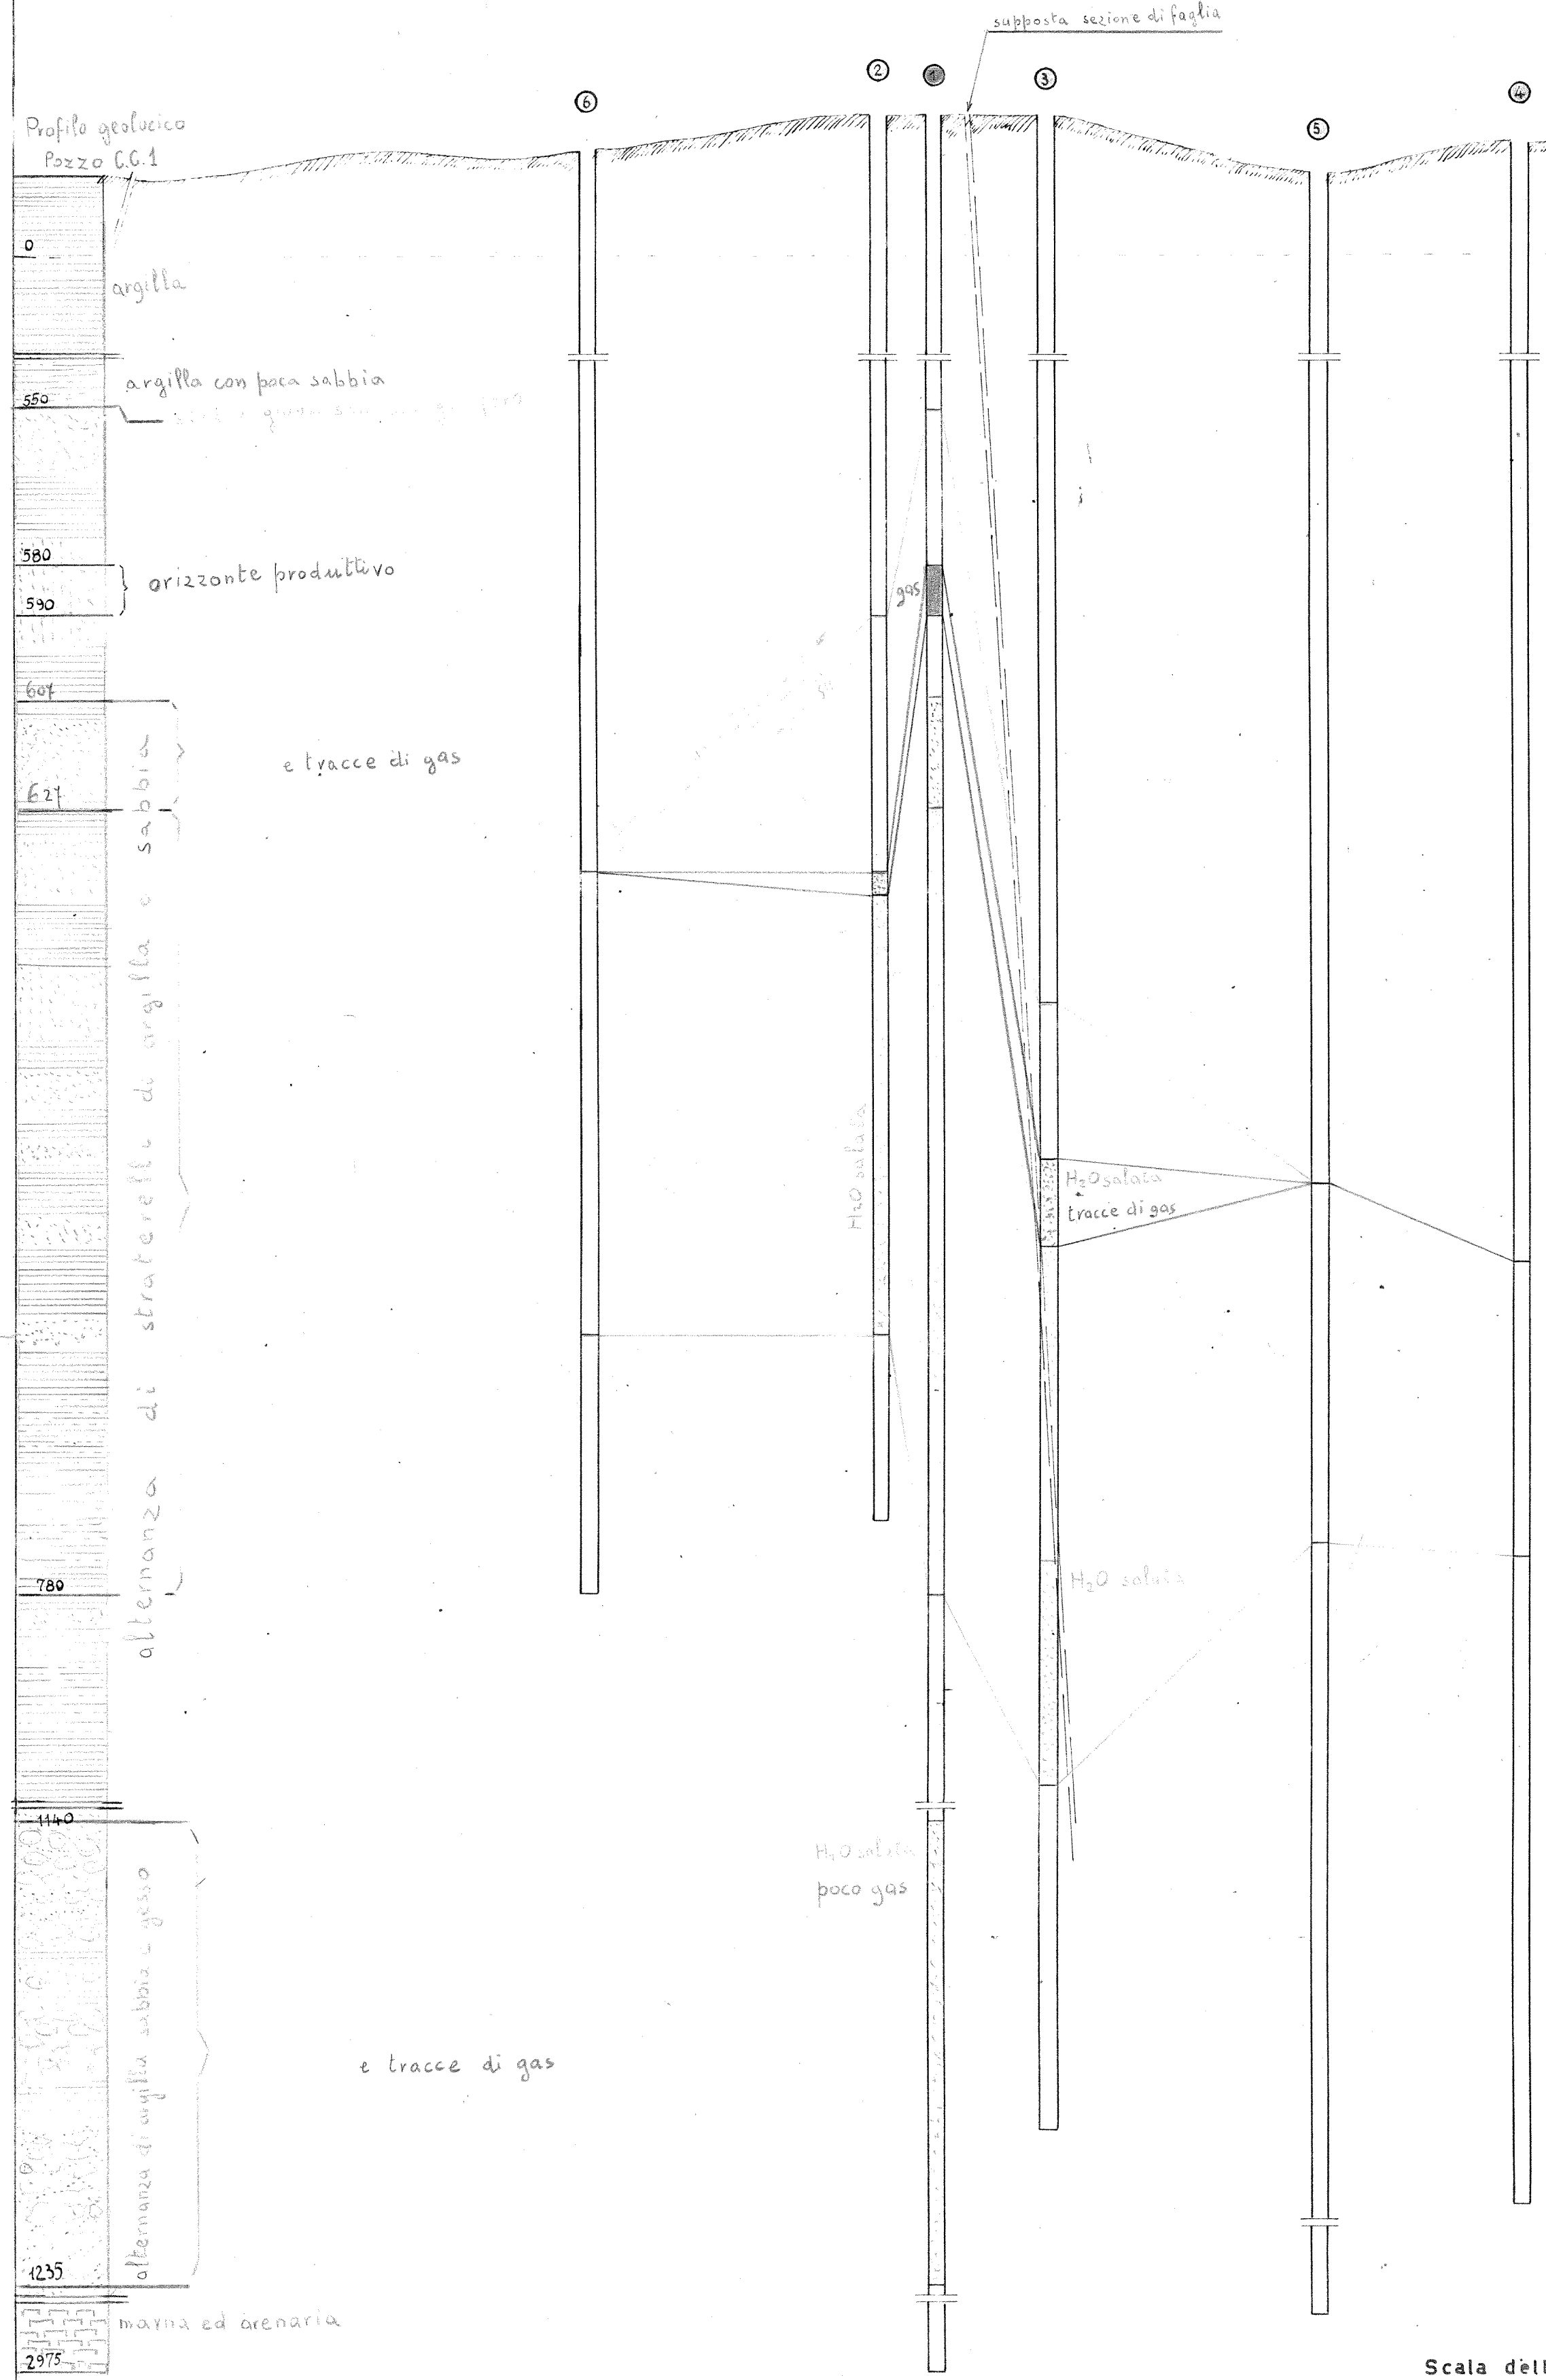 supposta sezione di faglia
6
2
1
3
5
4
Profilo geologico
Pozzo C.C.1
0
argilla
argilla con poca sabbia
550
580
orizzonte produttivo
590
gas
607
e tracce di gas
627
alternanza di straterelli di argilla e sabbia
H₂O salata
H₂O salata
tracce di gas
H₂O salata
780
1140
H₂O salata
poco gas
alternanza di argilla sabbia e gesso
e tracce di gas
1235
marna ed arenaria
2975
Scala dell